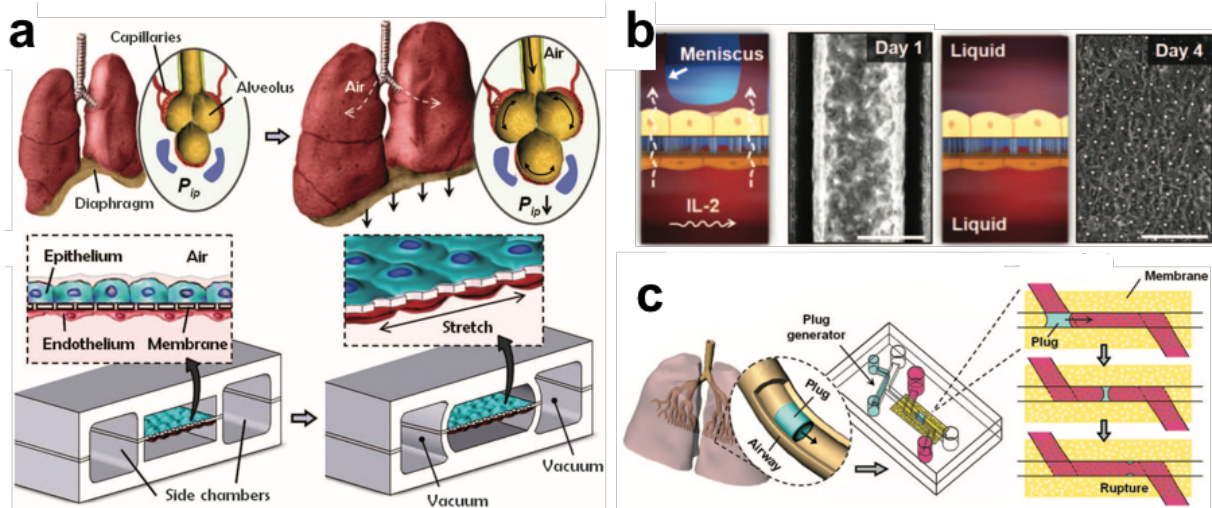 a
Capillaries
Alveolus
Air
Air
P ip
Diaphragm
P ip
Epithelium
Air
Endothelium
Membrane
Stretch
Side chambers
Vacuum
Vacuum
b
Meniscus
IL-2
Day 1
Liquid
Liquid
Day 4
c
Plug generator
Plug
Airway
Membrane
Plug
Rupture